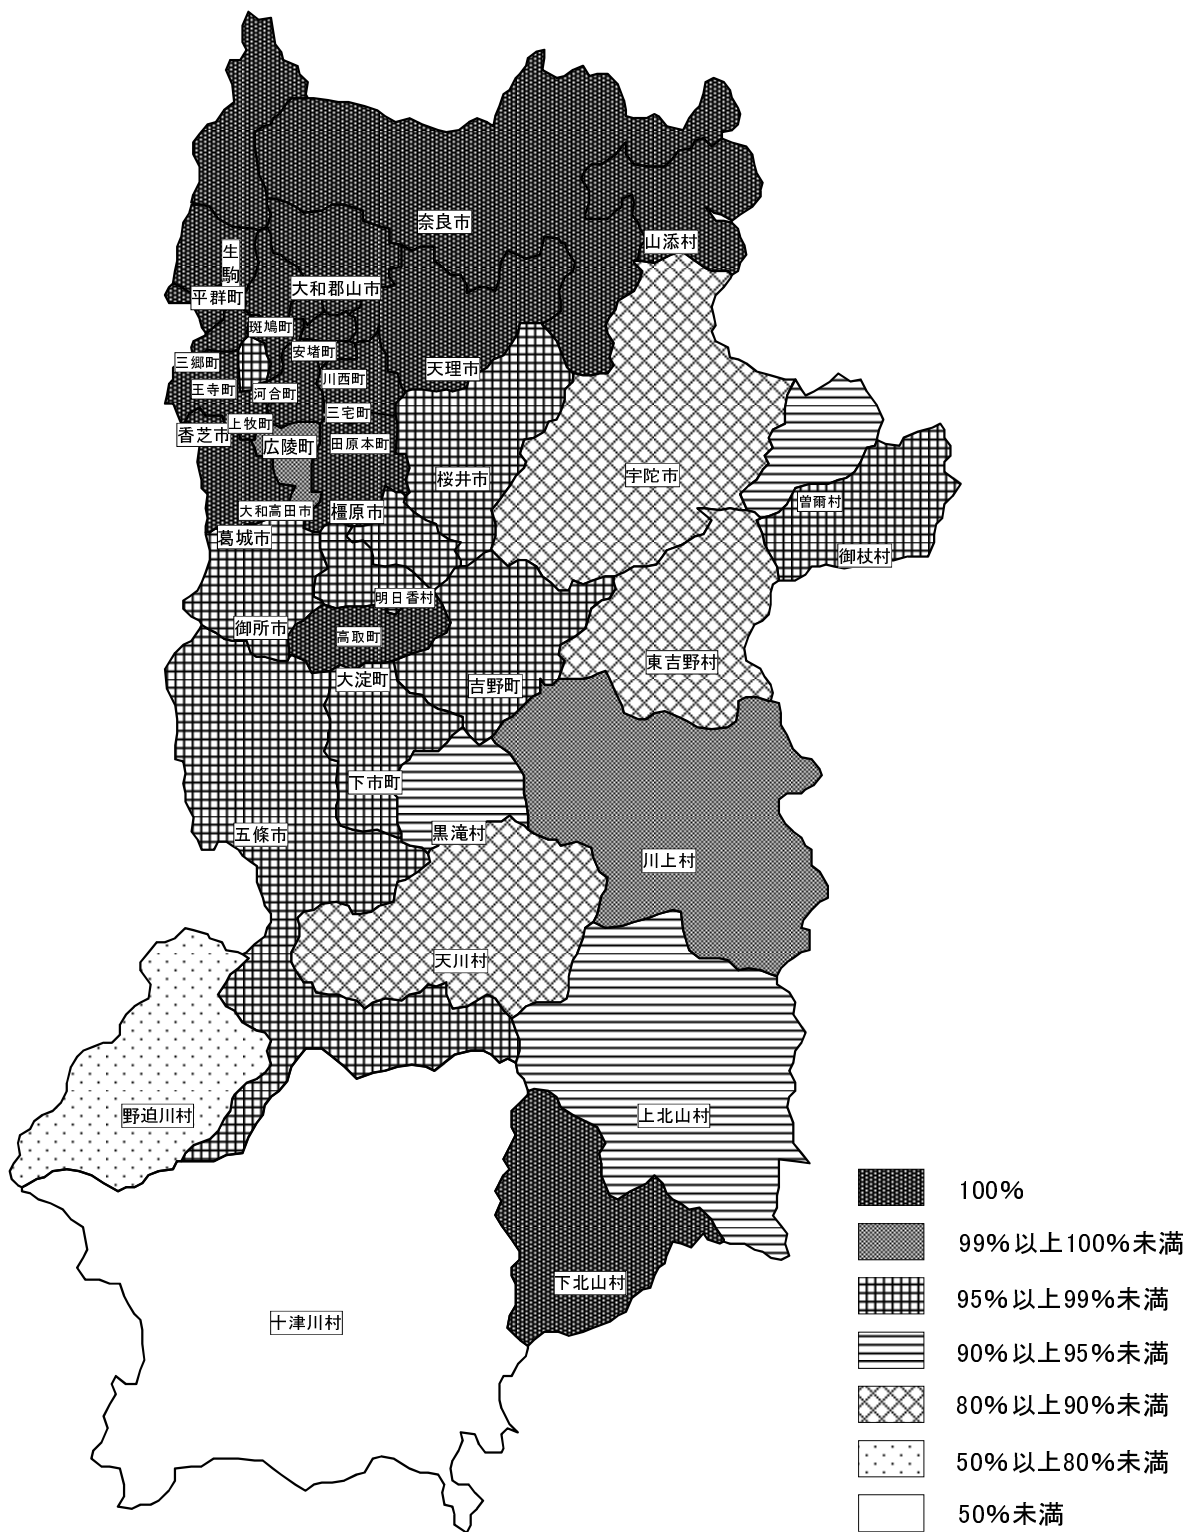 奈良市
山添村
生
駒
大和郡山市
平群町
斑鳩町
安堵町
三郷町
天理市
川西町
王寺町
河合町
三宅町
上牧町
香芝市
広陵町
田原本町
桜井市
宇陀市
曽爾村
大和高田市
橿原市
葛城市
御杖村
明日香村
御所市
高取町
東吉野村
大淀町
吉野町
下市町
黒滝村
五條市
川上村
天川村
野迫川村
上北山村
下北山村
十津川村
100%
99%以上100%未満
95%以上99%未満
90%以上95%未満
80%以上90%未満
50%以上80%未満
50%未満